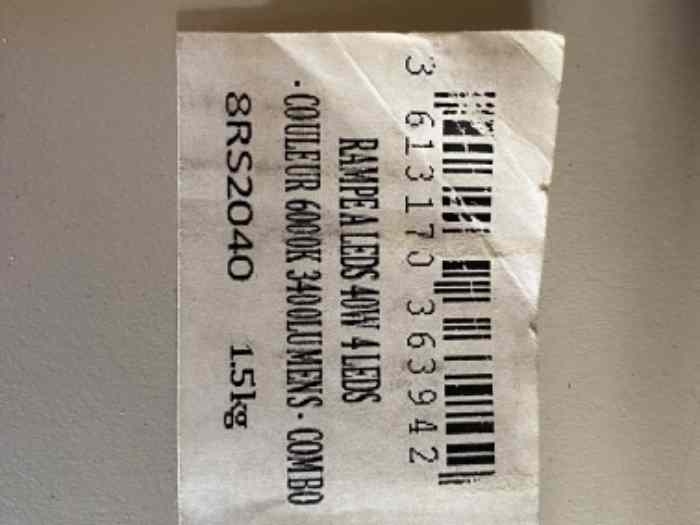 3 613170 363942
RAMPE A LEDS 40W 4 LEDS
· COULEUR 6000K 3400LUMENS · COMBO
8RS2040 1.5kg